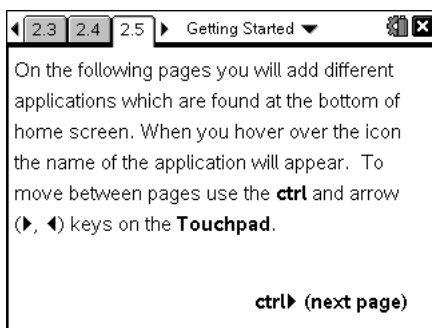 ◀ 2.3 2.4 2.5 ▶ Getting Started ▼
On the following pages you will add different
applications which are found at the bottom of
home screen. When you hover over the icon
the name of the application will appear. To
move between pages use the ctrl and arrow
(▶, ◀) keys on the Touchpad.
ctrl▶ (next page)